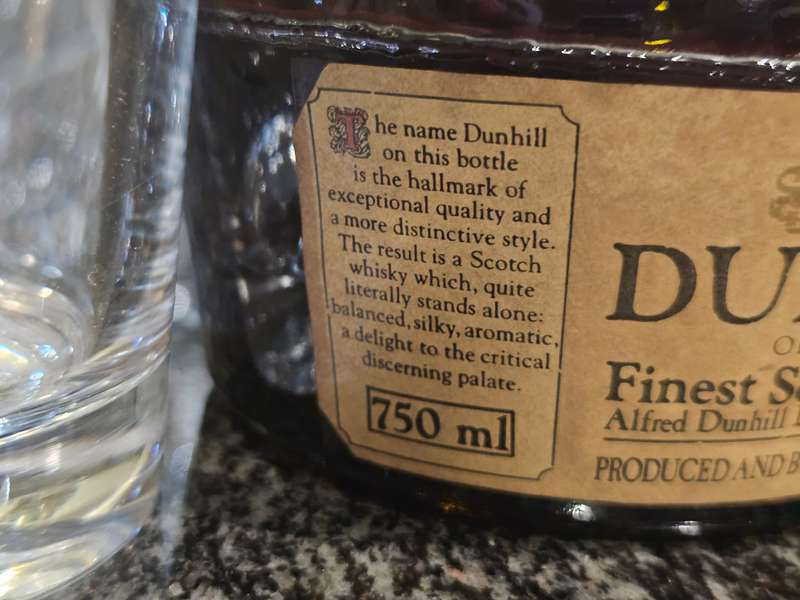 The name Dunhill
on this bottle
is the hallmark of
exceptional quality and
a more distinctive style.
The result is a Scotch
whisky which, quite
literally stands alone:
balanced, silky, aromatic,
a delight to the critical
discerning palate.
750 ml
DU
O
Finest S
Alfred Dunhill
PRODUCED AND B